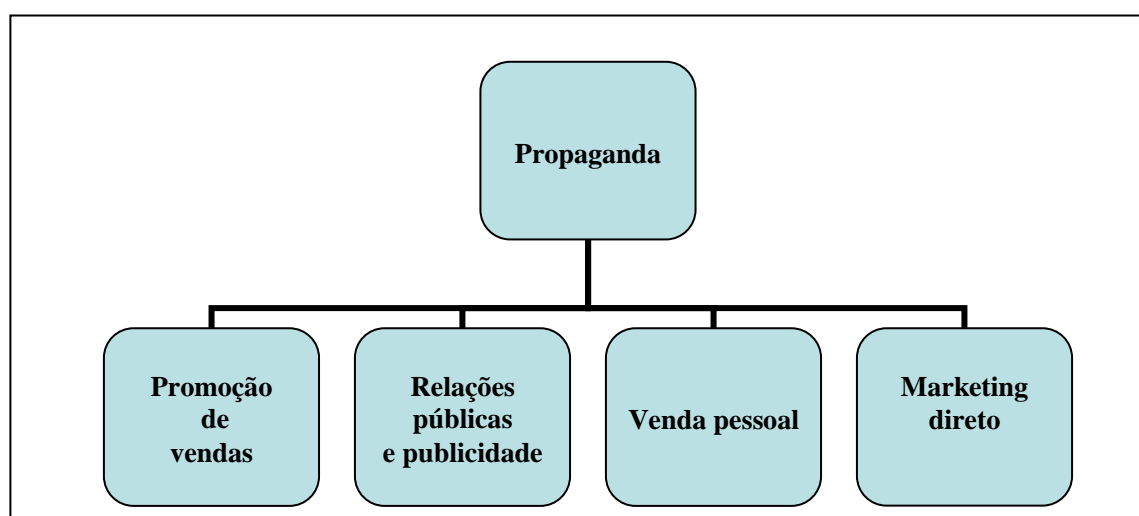 Propaganda
Promoção
de
vendas
Relações
públicas
e publicidade
Venda pessoal
Marketing
direto